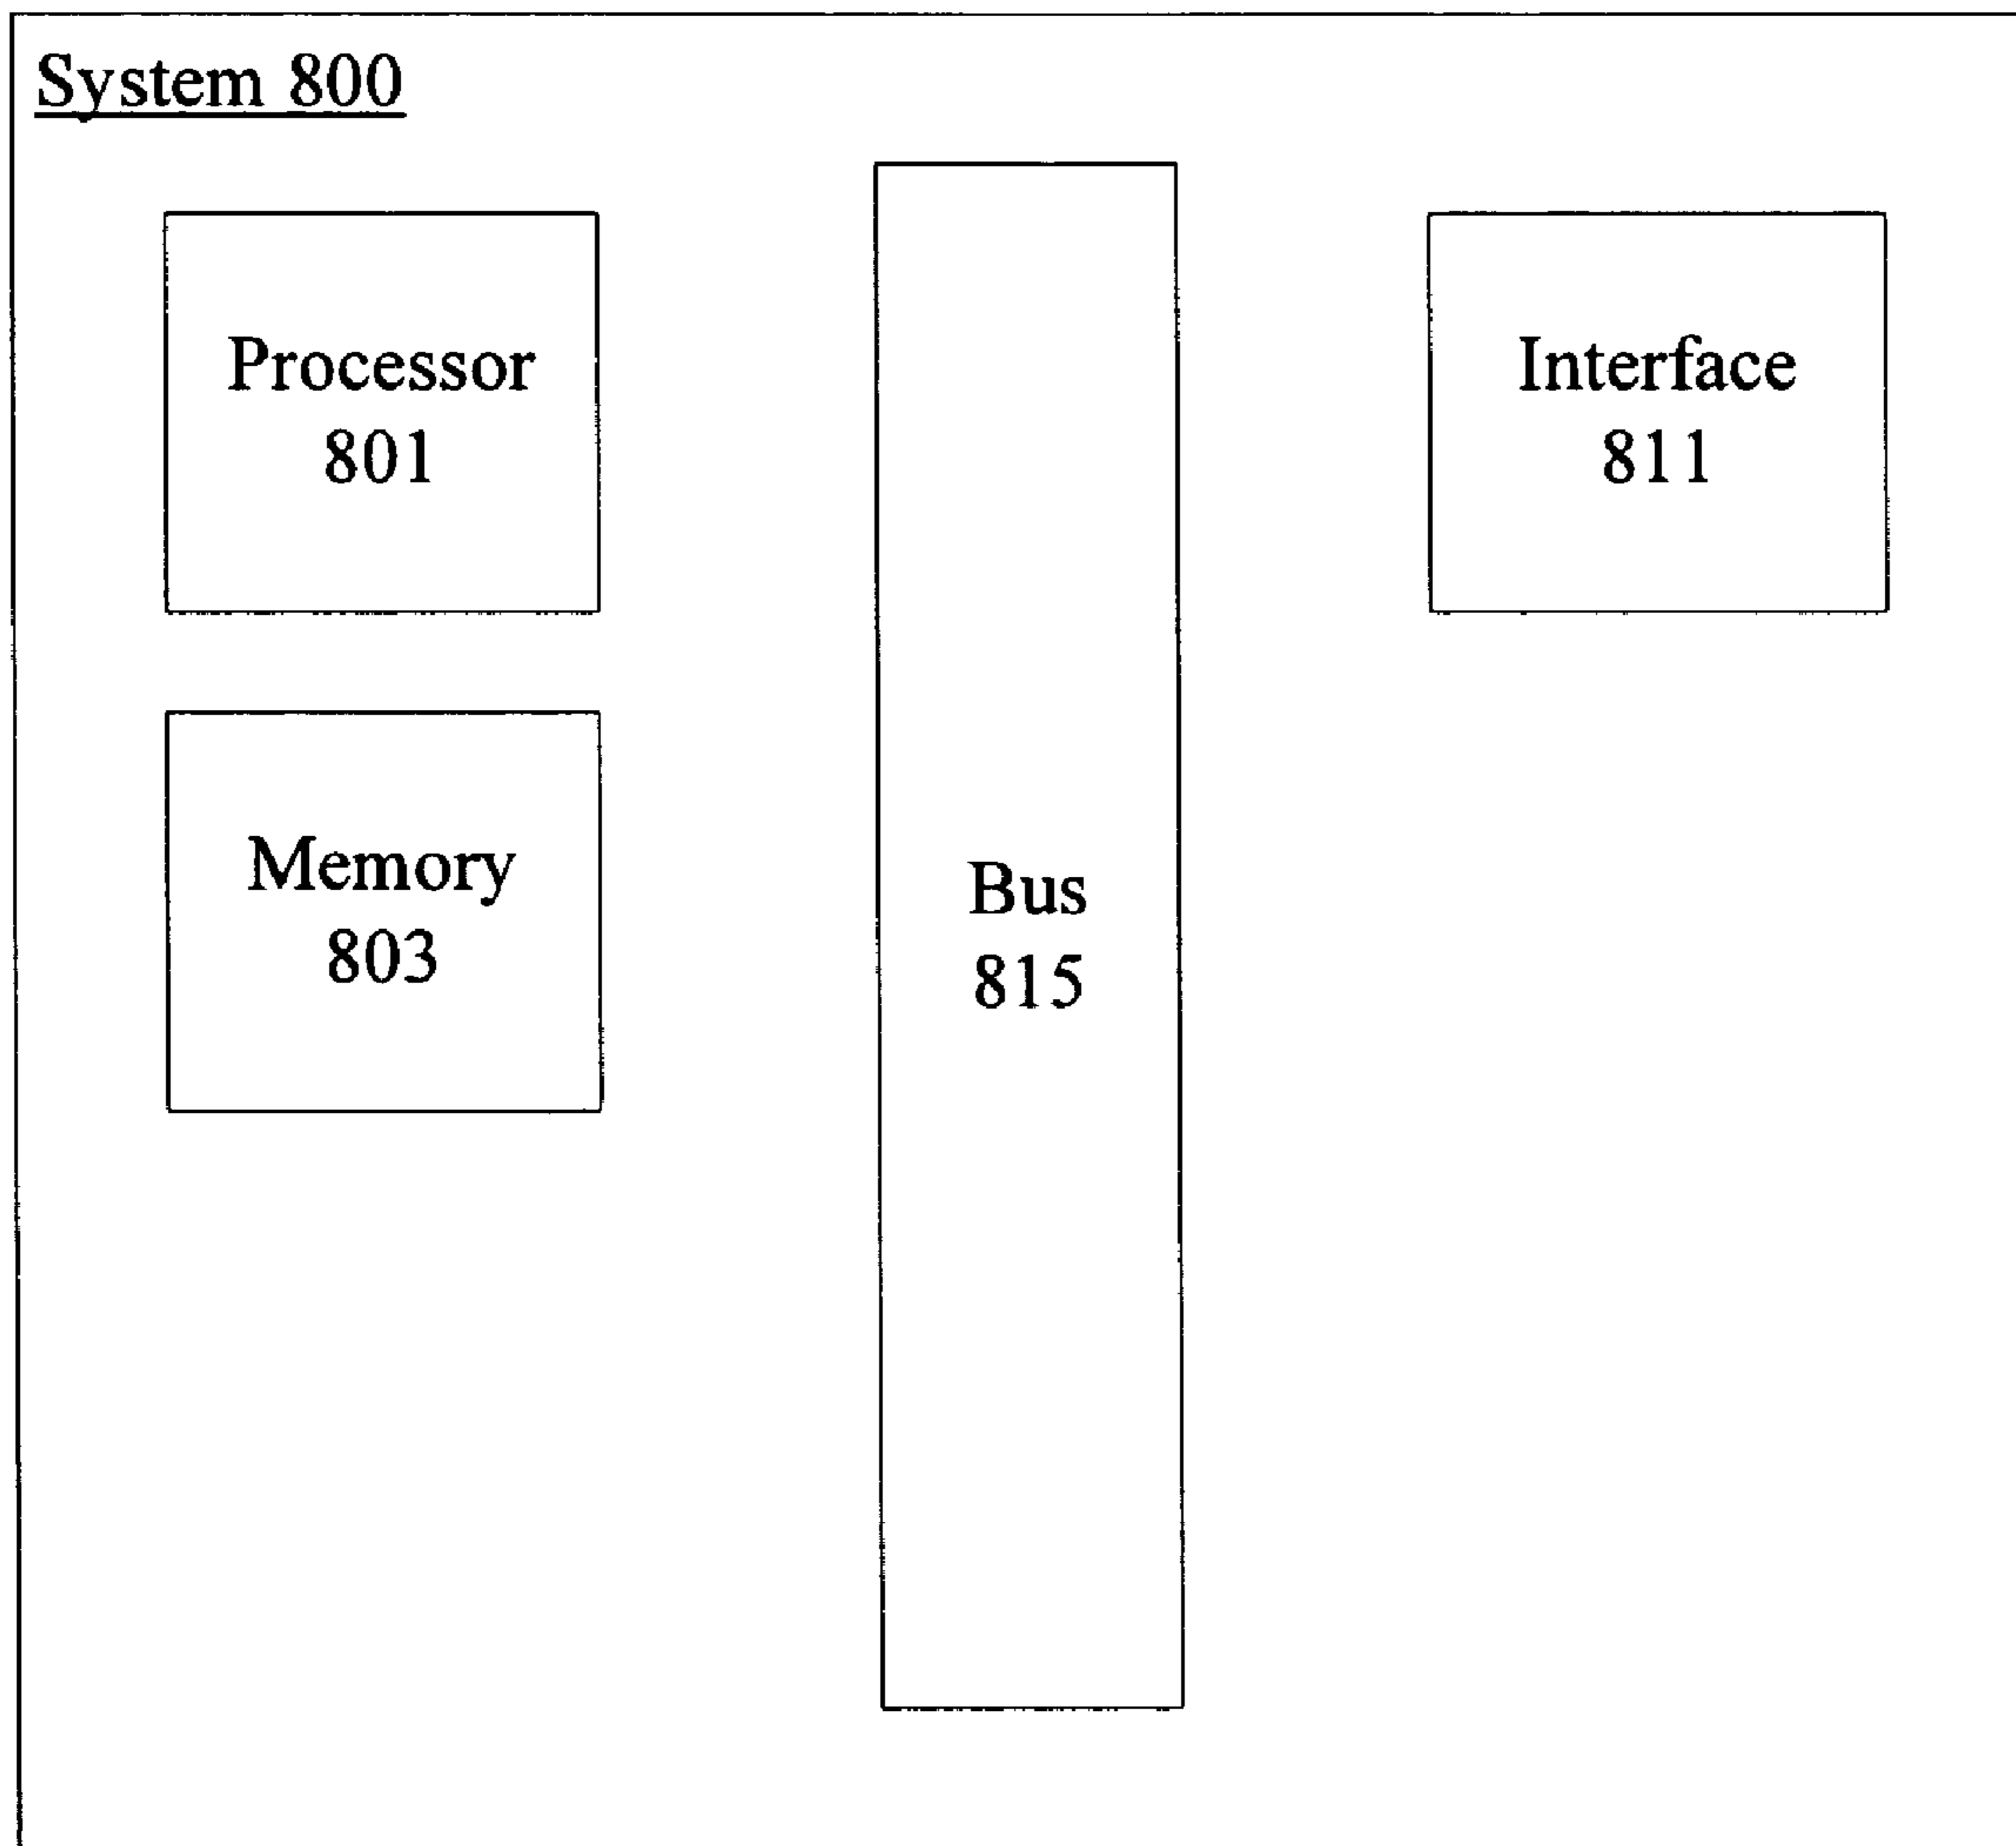 System 800
Processor
801
Interface
811
Memory
803
Bus
815